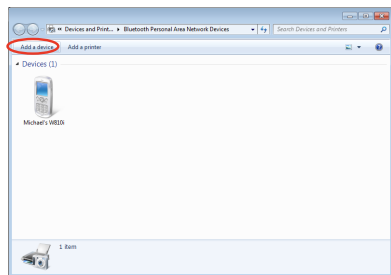 « Devices and Print... ▸ Bluetooth Personal Area Network Devices
Search Devices and Printers
Add a device
Add a printer
Devices (1)
Michael's W810i
1 item